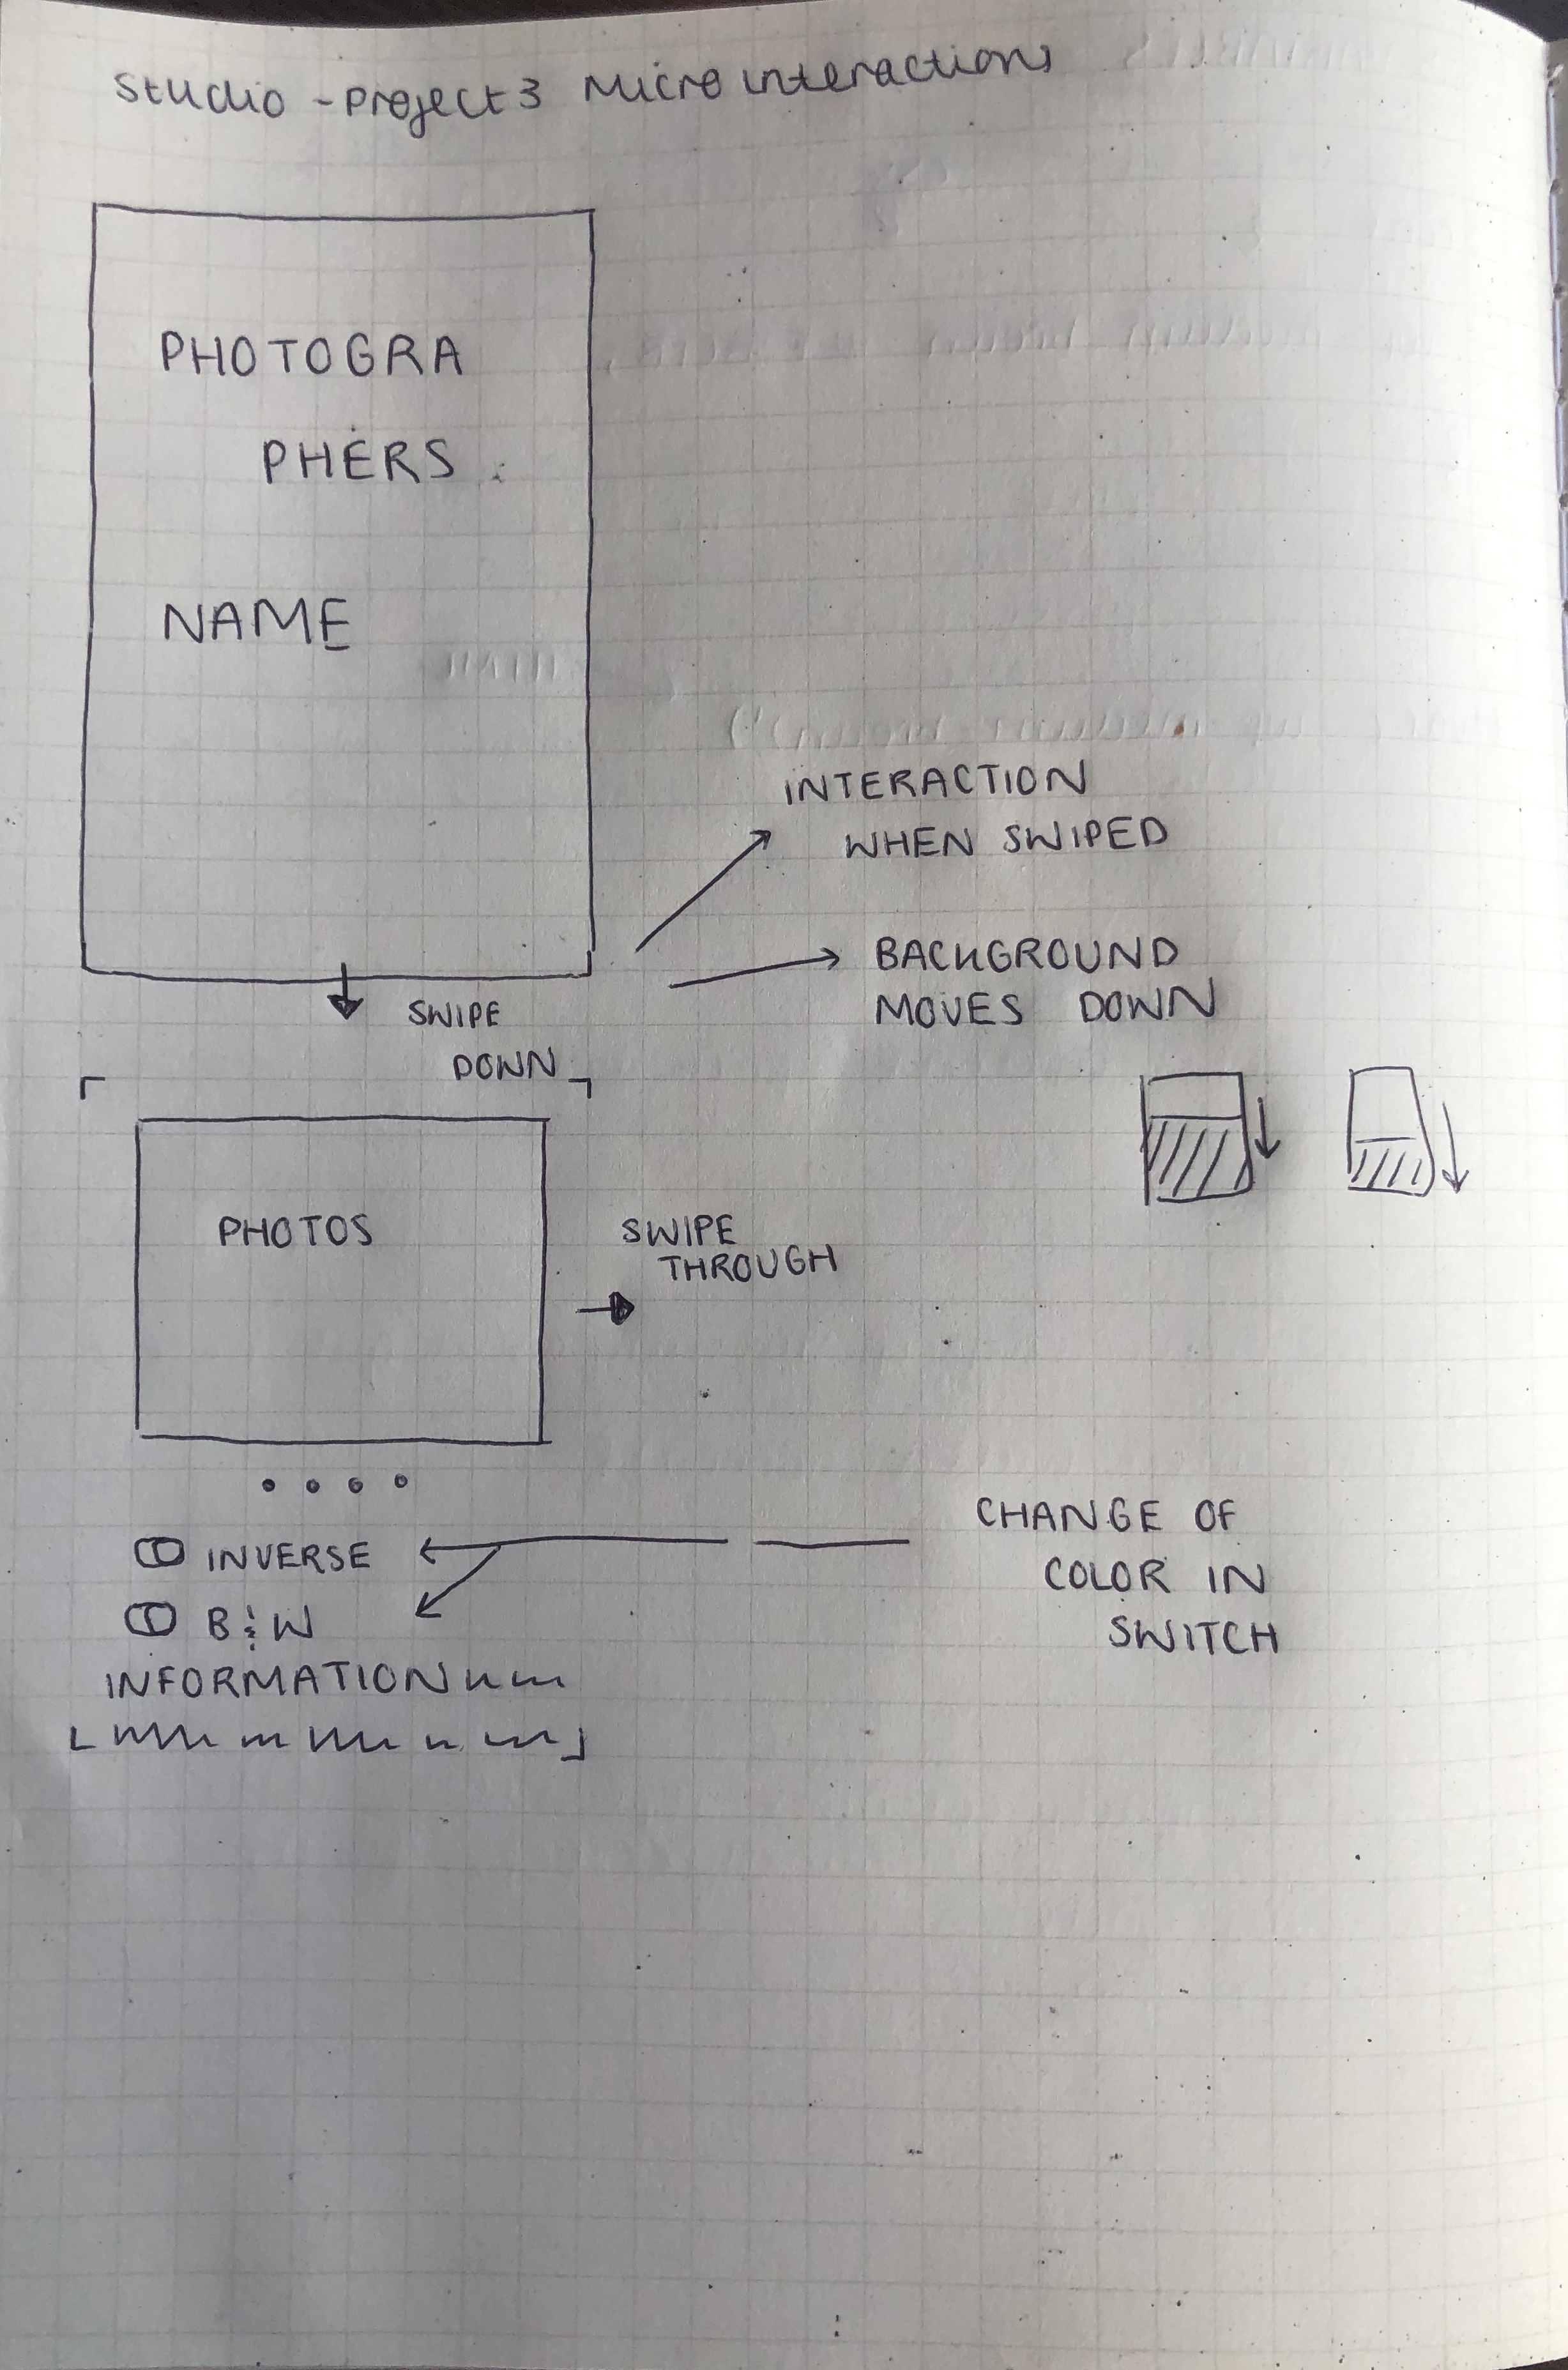 Studio - Project 3 Micro interactions
PHOTOGRA
PHERS
NAME
INTERACTION
WHEN SWIPED
BACKGROUND
MOVES DOWN
SWIPE
DOWN
PHOTOS
SWIPE
THROUGH
CHANGE OF
COLOR IN
SWITCH
INVERSE
B & W
INFORMATION